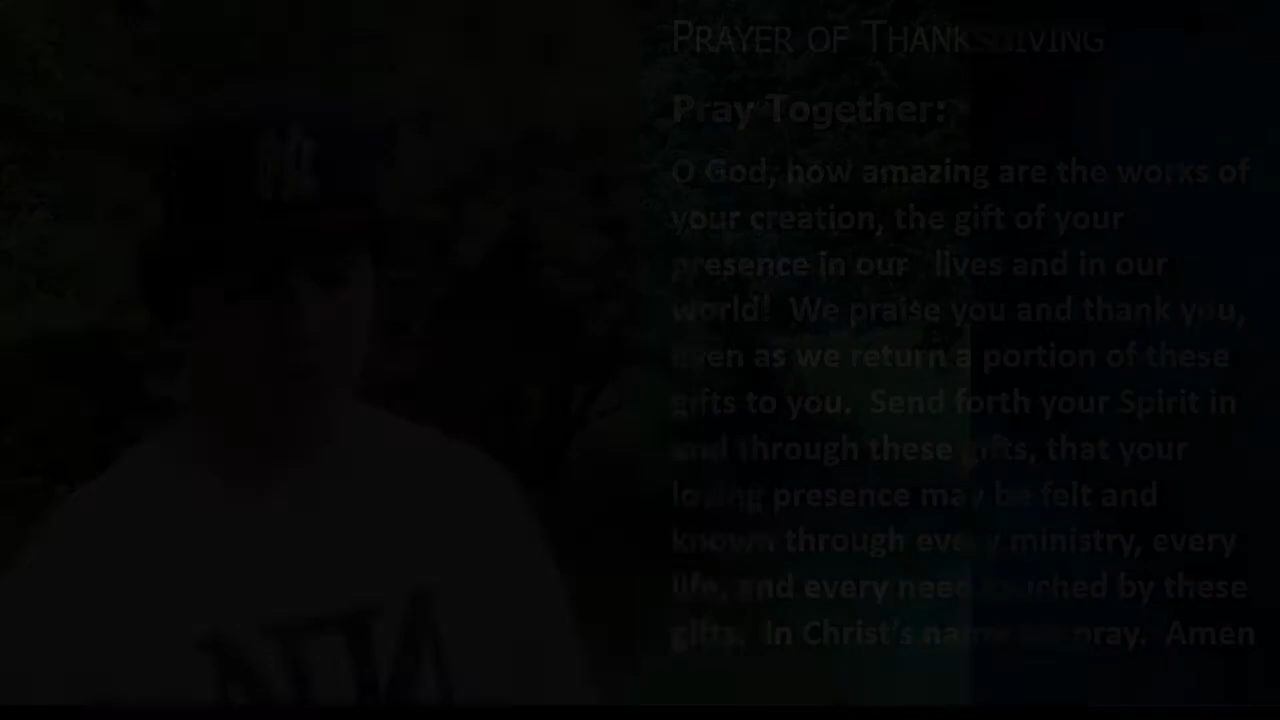 PRAYER OF THANKSGIVING
Pray Together:
O God, how amazing are the works of
your creation, the gift of your
presence in our lives and in our
world! We praise you and thank you,
even as we return a portion of these
gifts to you. Send forth your Spirit in
and through these gifts, that your
loving presence may be felt and
known through every ministry, every
life, and every need touched by these
gifts. In Christ's name we pray. Amen